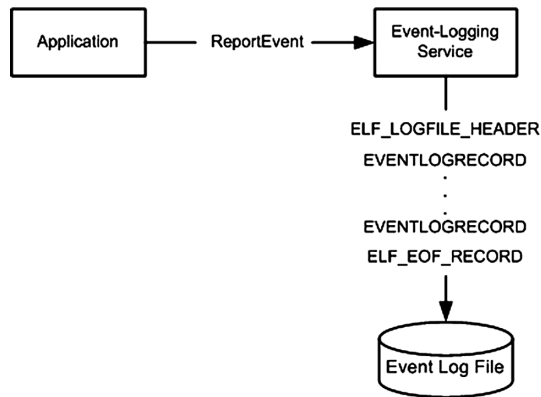 Application
ReportEvent
Event-Logging
Service
ELF_LOGFILE_HEADER
EVENTLOGRECORD
.
.
.
EVENTLOGRECORD
ELF_EOF_RECORD
Event Log File